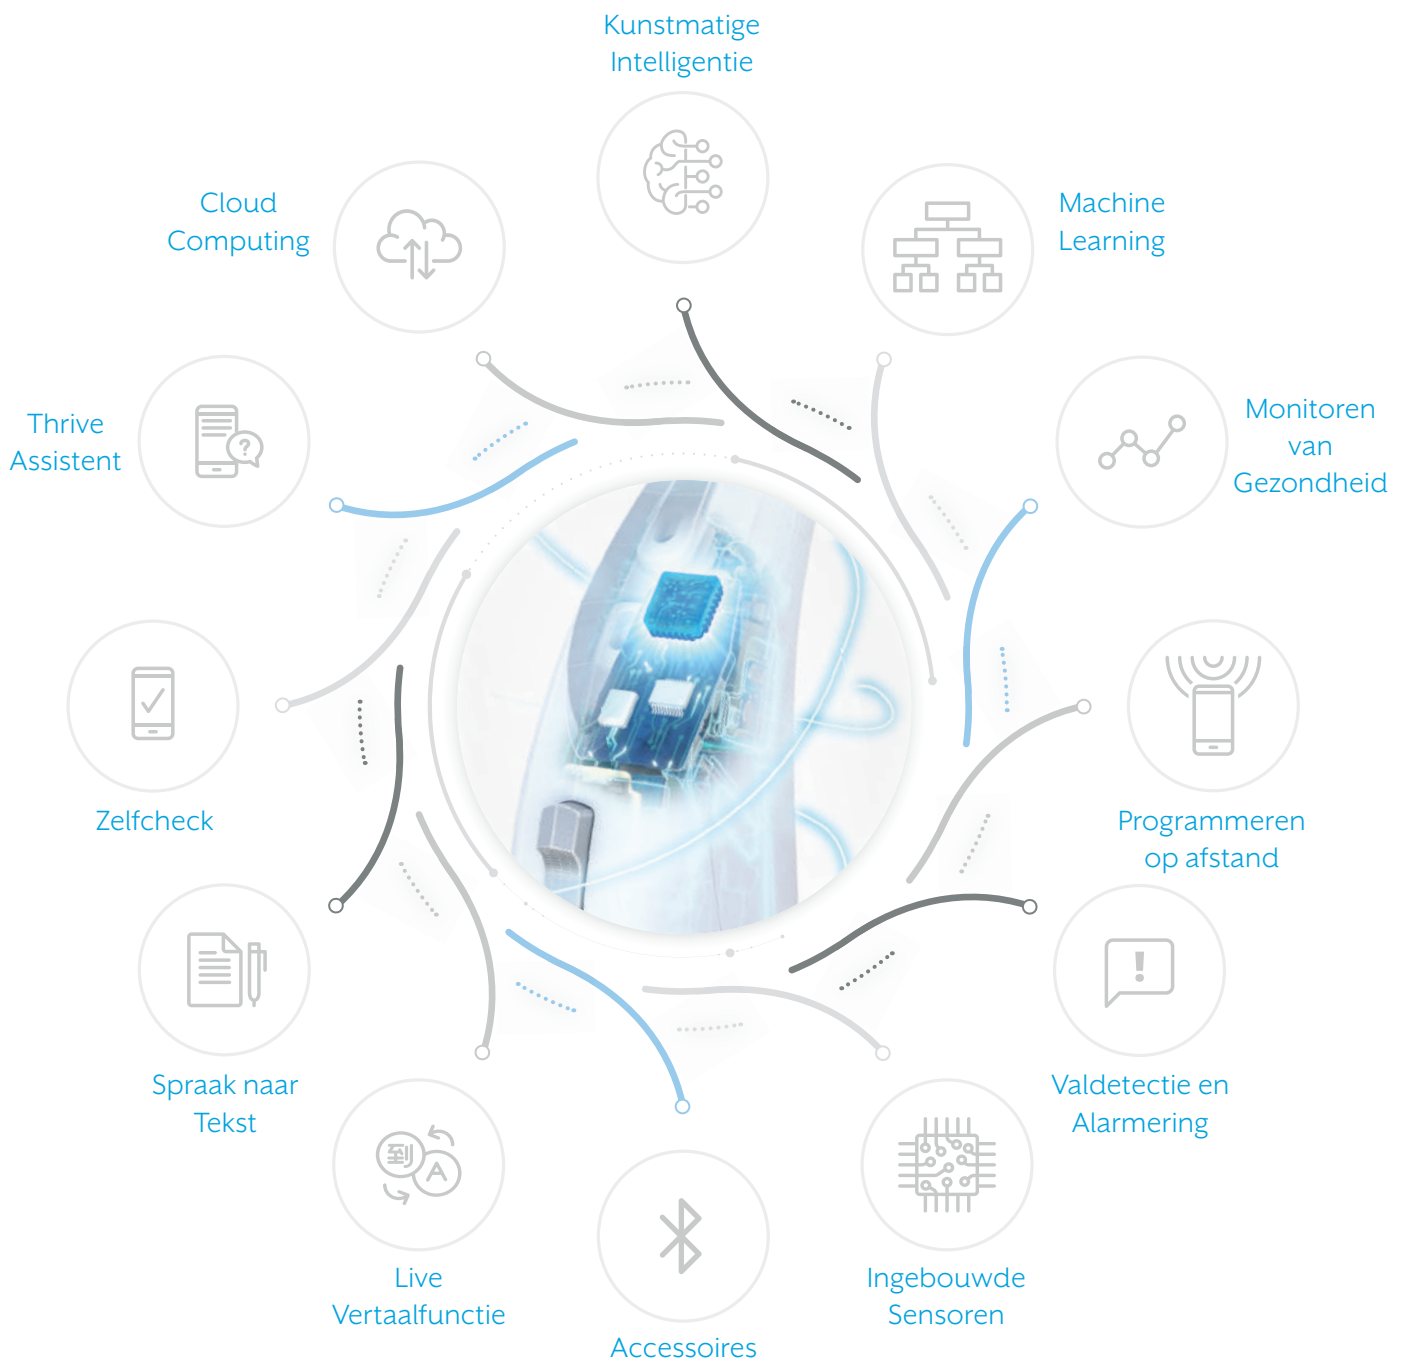 Kunstmatige
Intelligentie
Cloud
Computing
Machine
Learning
Thrive
Assistent
?
Monitoren
van
Gezondheid
Zelfcheck
Programmeren
op afstand
Spraak naar
Tekst
!
Valdetectie en
Alarmering
到
A
Live
Vertaalfunctie
Ingebouwde
Sensoren
Accessoires